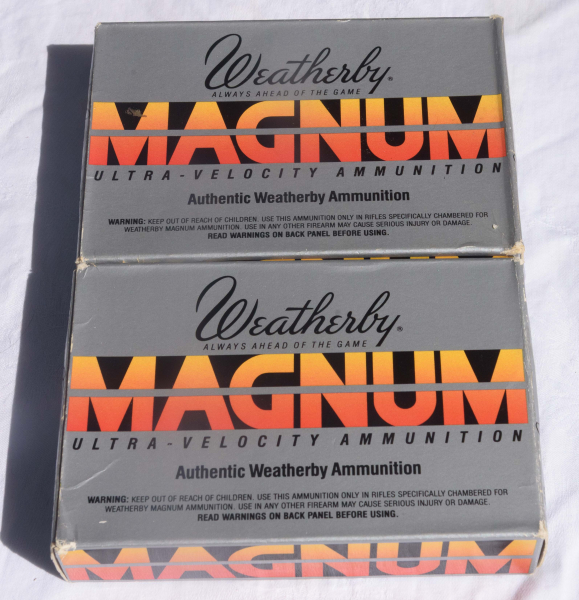 Weatherby®
ALWAYS AHEAD OF THE GAME
MAGNUM
ULTRA-VELOCITY AMMUNITION
Authentic Weatherby Ammunition
WARNING: KEEP OUT OF REACH OF CHILDREN. USE THIS AMMUNITION ONLY IN RIFLES SPECIFICALLY CHAMBERED FOR
WEATHERBY MAGNUM AMMUNITION. USE IN ANY OTHER FIREARM MAY CAUSE SERIOUS INJURY OR DAMAGE.
READ WARNINGS ON BACK PANEL BEFORE USING.
Weatherby®
ALWAYS AHEAD OF THE GAME
MAGNUM
ULTRA-VELOCITY AMMUNITION
Authentic Weatherby Ammunition
WARNING: KEEP OUT OF REACH OF CHILDREN. USE THIS AMMUNITION ONLY IN RIFLES SPECIFICALLY CHAMBERED FOR
WEATHERBY MAGNUM AMMUNITION. USE IN ANY OTHER FIREARM MAY CAUSE SERIOUS INJURY OR DAMAGE.
READ WARNINGS ON BACK PANEL BEFORE USING.
MAGNUM